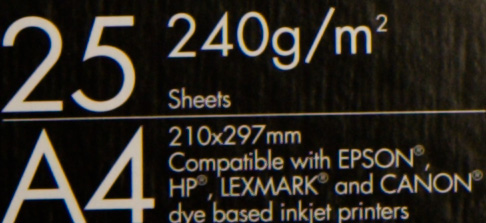 25 240g/m²
Sheets
A4 210x297mm
Compatible with EPSON®,
HP®, LEXMARK® and CANON®
dye based inkjet printers